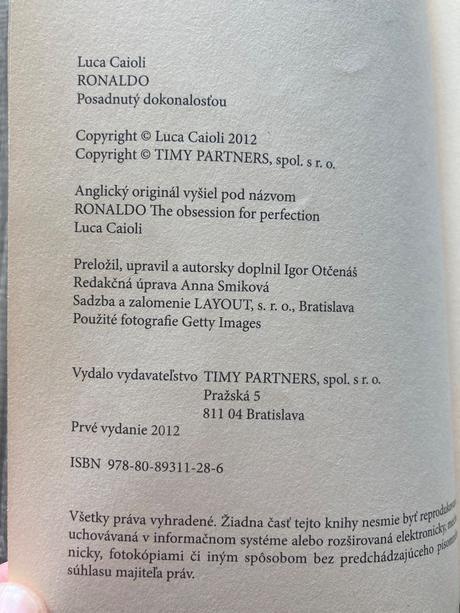 Luca Caioli
RONALDO
Posadnutý dokonalosťou
Copyright © Luca Caioli 2012
Copyright © TIMY PARTNERS, spol. s r. o.
Anglický originál vyšiel pod názvom
RONALDO The obsession for perfection
Luca Caioli
Preložil, upravil a autorsky doplnil Igor Otčenáš
Redakčná úprava Anna Smiková
Sadzba a zalomenie LAYOUT, s. r. o., Bratislava
Použité fotografie Getty Images
Vydalo vydavateľstvo TIMY PARTNERS, spol. s r. o.
Pražská 5
811 04 Bratislava
Prvé vydanie 2012
ISBN 978-80-89311-28-6
Všetky práva vyhradené. Žiadna časť tejto knihy nesmie byť
uchovávaná v informačnom systéme alebo rozširovaná elektronicky,
nicky, fotokópiami či iným spôsobom bez predchádzajúceho
súhlasu majiteľa práv.